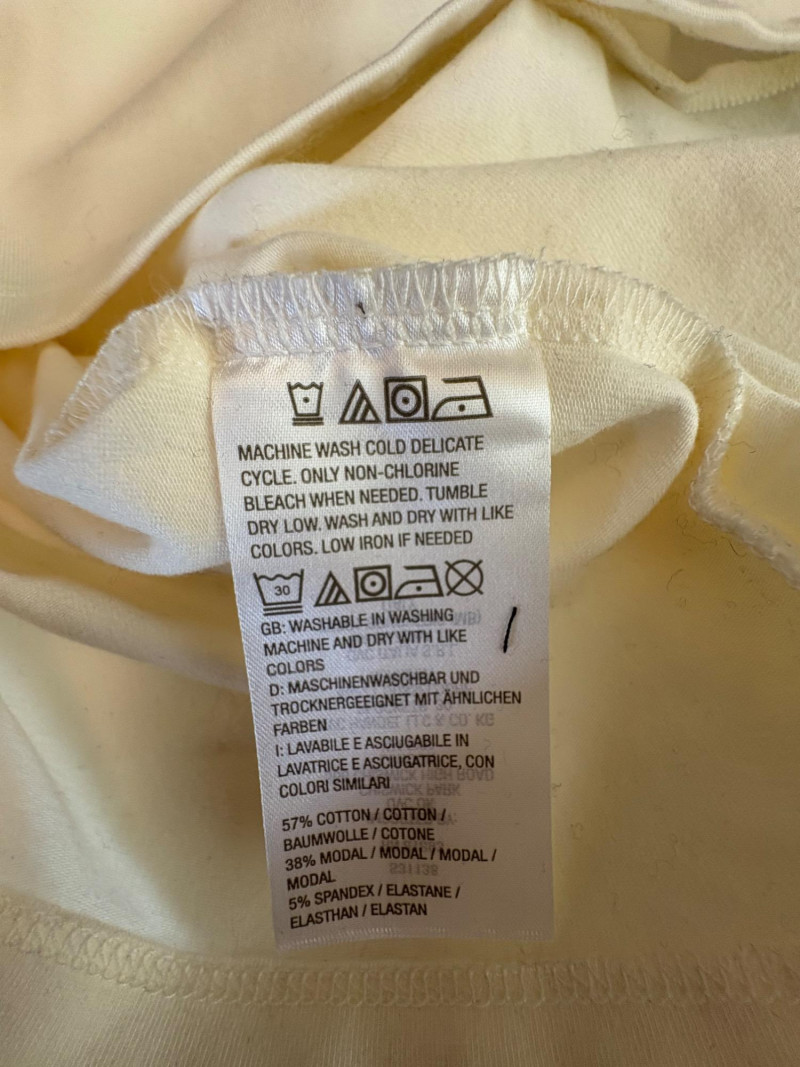 MACHINE WASH COLD DELICATE
CYCLE. ONLY NON-CHLORINE
BLEACH WHEN NEEDED. TUMBLE
DRY LOW. WASH AND DRY WITH LIKE
COLORS. LOW IRON IF NEEDED
30
GB: WASHABLE IN WASHING
MACHINE AND DRY WITH LIKE
COLORS
D: MASCHINENWASCHBAR UND
TROCKNERGEEIGNET MIT ÄHNLICHEN
FARBEN
I: LAVABILE E ASCIUGABILE IN
LAVATRICE E ASCIUGATRICE, CON
COLORI SIMILARI
57% COTTON / COTTON /
BAUMWOLLE / COTONE
38% MODAL / MODAL / MODAL /
MODAL
5% SPANDEX / ELASTANE /
ELASTHAN / ELASTAN